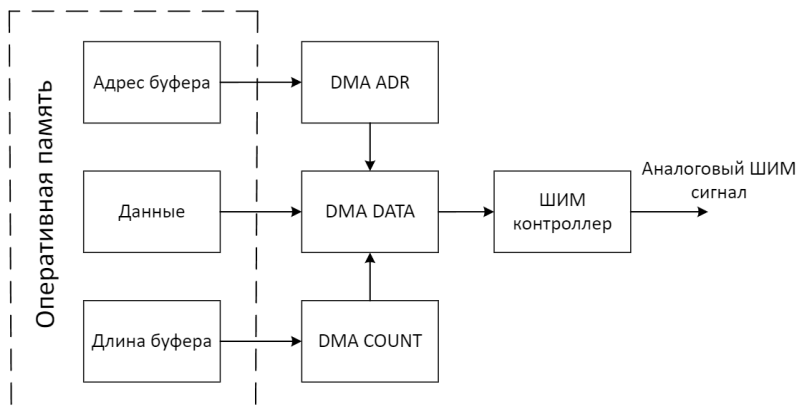 Оперативная память
Адрес буфера
DMA ADR
Данные
DMA DATA
ШИМ
контроллер
Аналоговый ШИМ
сигнал
Длина буфера
DMA COUNT